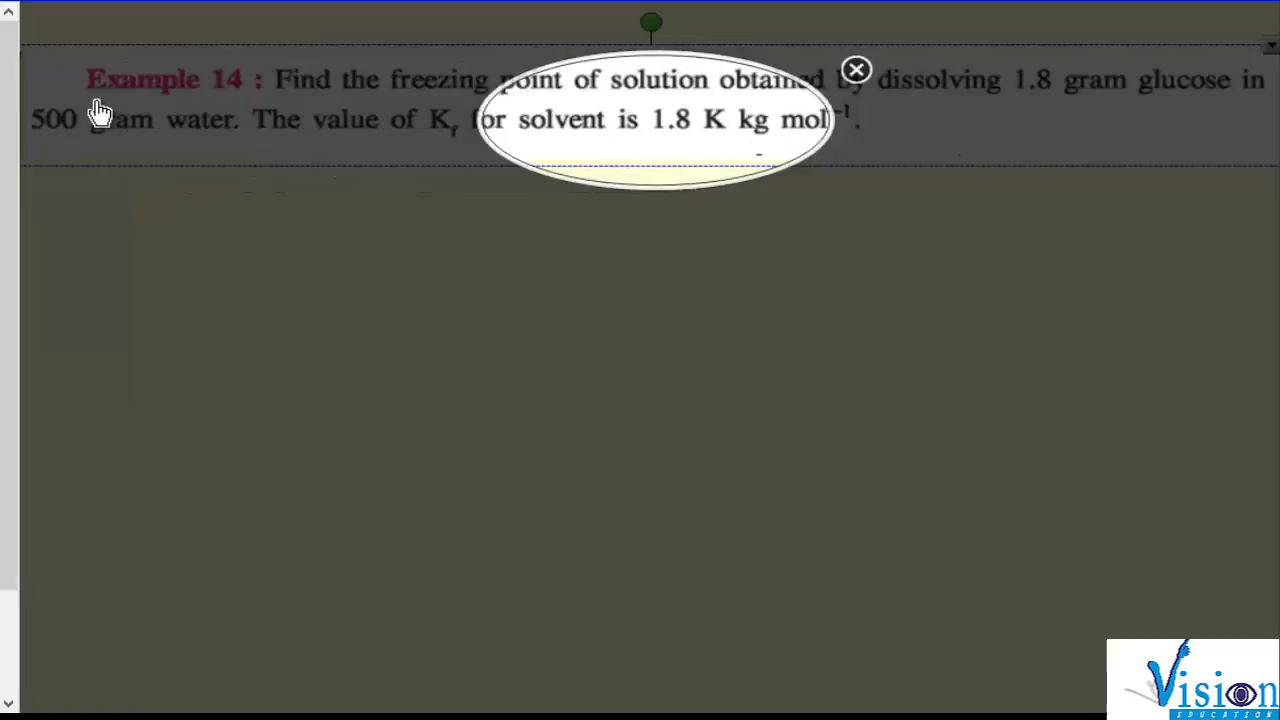 Example 14 : Find the freezing point of solution obtained by dissolving 1.8 gram glucose in
500 gram water. The value of Kf for solvent is 1.8 K kg mol⁻¹.
Vision
EDUCATION